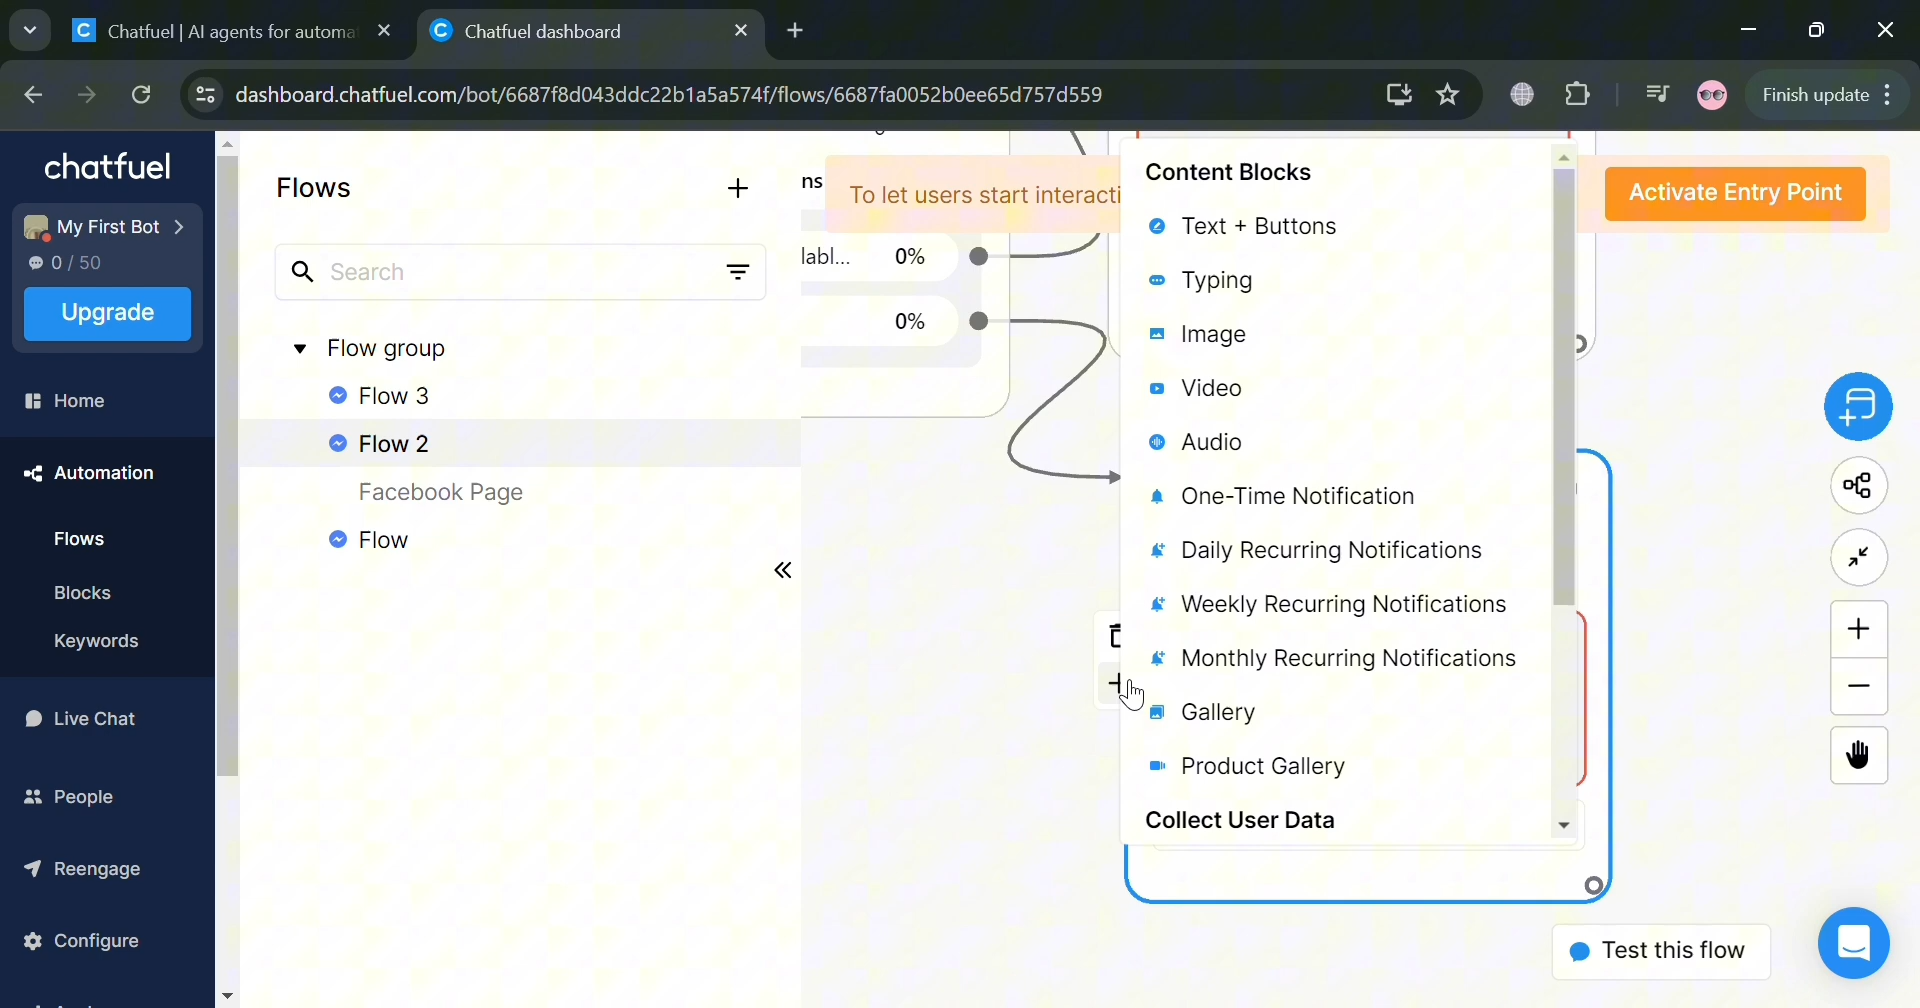 Chatfuel | AI agents for automa
Chatfuel dashboard
dashboard.chatfuel.com/bot/6687f8d043ddc22b1a5a574f/flows/6687fa0052b0ee65d757d559
Finish update
chatfuel
My First Bot
0 / 50
Upgrade
Home
Automation
Flows
Blocks
Keywords
Live Chat
People
Reengage
Configure
Flows
Search
Flow group
Flow 3
Flow 2
Facebook Page
Flow
ns
To let users start interacti
Activate Entry Point
labl... 0%
0%
Content Blocks
Text + Buttons
Typing
Image
Video
Audio
One-Time Notification
Daily Recurring Notifications
Weekly Recurring Notifications
Monthly Recurring Notifications
Gallery
Product Gallery
Collect User Data
Test this flow